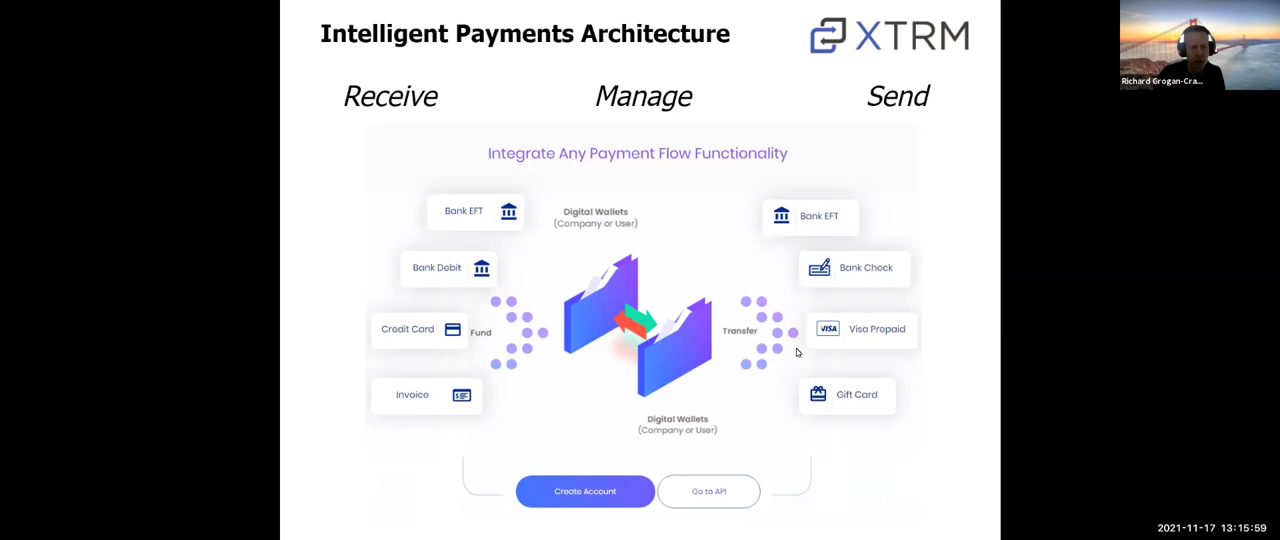 Intelligent Payments Architecture
XTRM
Richard Grogan-Cra...
Receive
Manage
Send
Integrate Any Payment Flow Functionality
Bank EFT
Digital Wallets
(Company or User)
Bank EFT
Bank Debit
Bank Check
Credit Card
Fund
Transfer
VISA
Visa Prepaid
Invoice
Gift Card
Digital Wallets
(Company or User)
Create Account
Go to API
2021-11-17 13:15:59